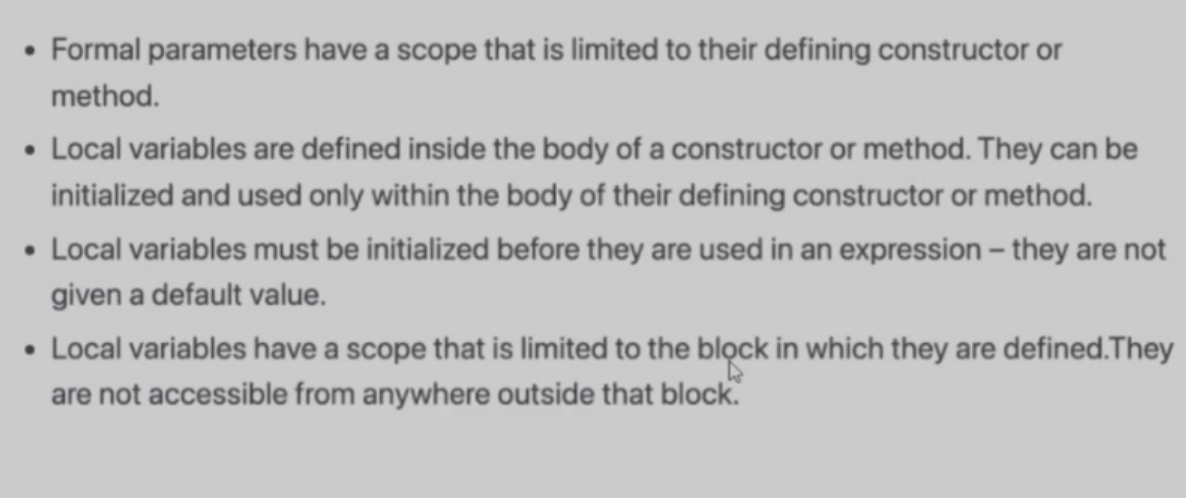 • Formal parameters have a scope that is limited to their defining constructor or
method.
• Local variables are defined inside the body of a constructor or method. They can be
initialized and used only within the body of their defining constructor or method.
• Local variables must be initialized before they are used in an expression – they are not
given a default value.
• Local variables have a scope that is limited to the block in which they are defined.They
are not accessible from anywhere outside that block.